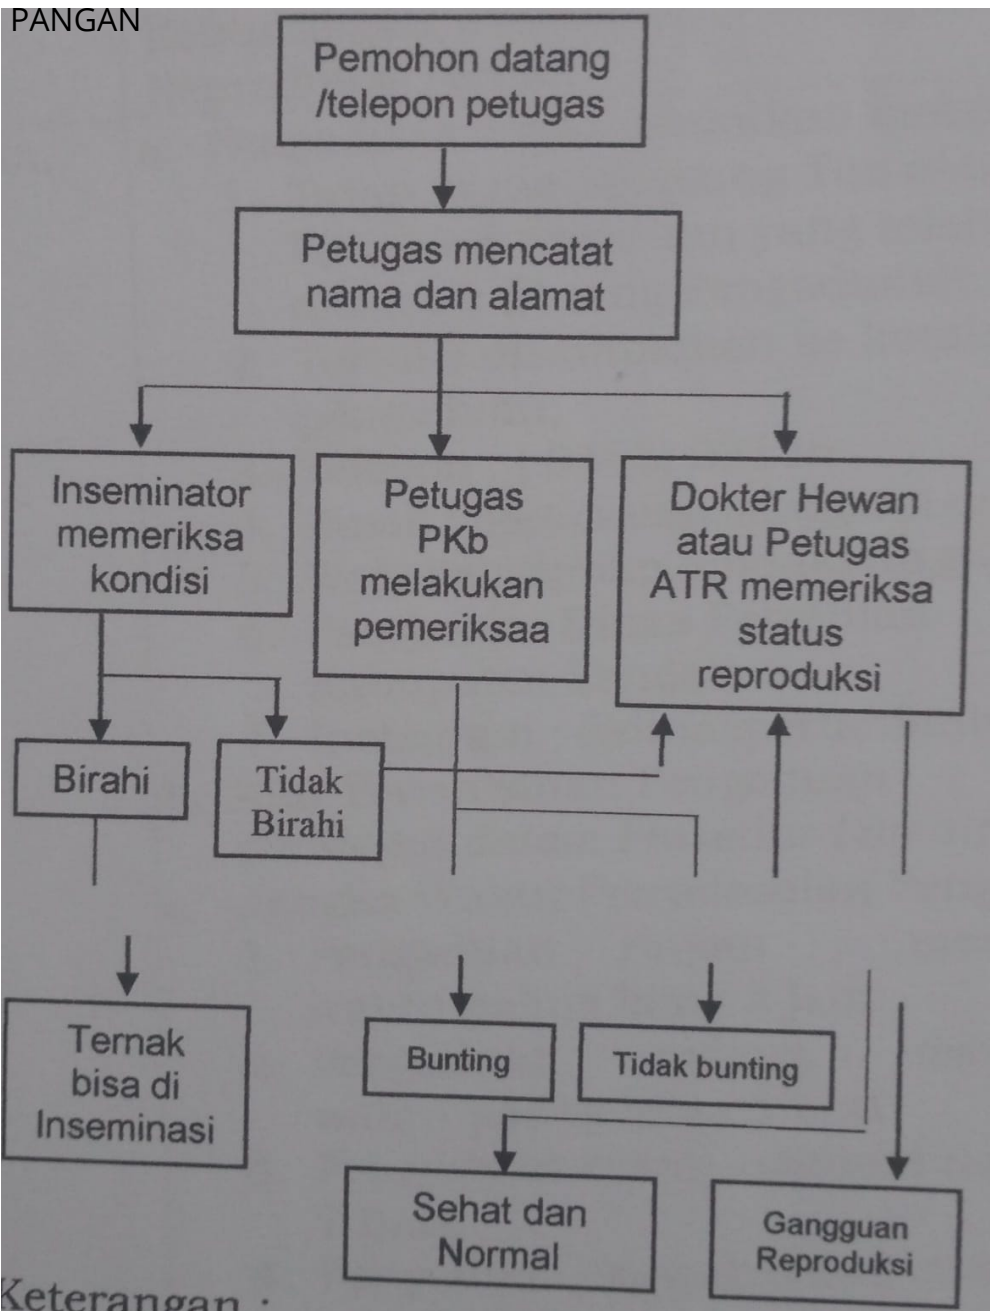 PANGAN
Pemohon datang
/telepon petugas
Petugas mencatat
nama dan alamat
Inseminator
memeriksa
kondisi
Petugas
PKb
melakukan
pemeriksaa
Dokter Hewan
atau Petugas
ATR memeriksa
status
reproduksi
Birahi
Tidak
Birahi
Ternak
bisa di
Inseminasi
Bunting
Tidak bunting
Sehat dan
Normal
Gangguan
Reproduksi
Keterangan :